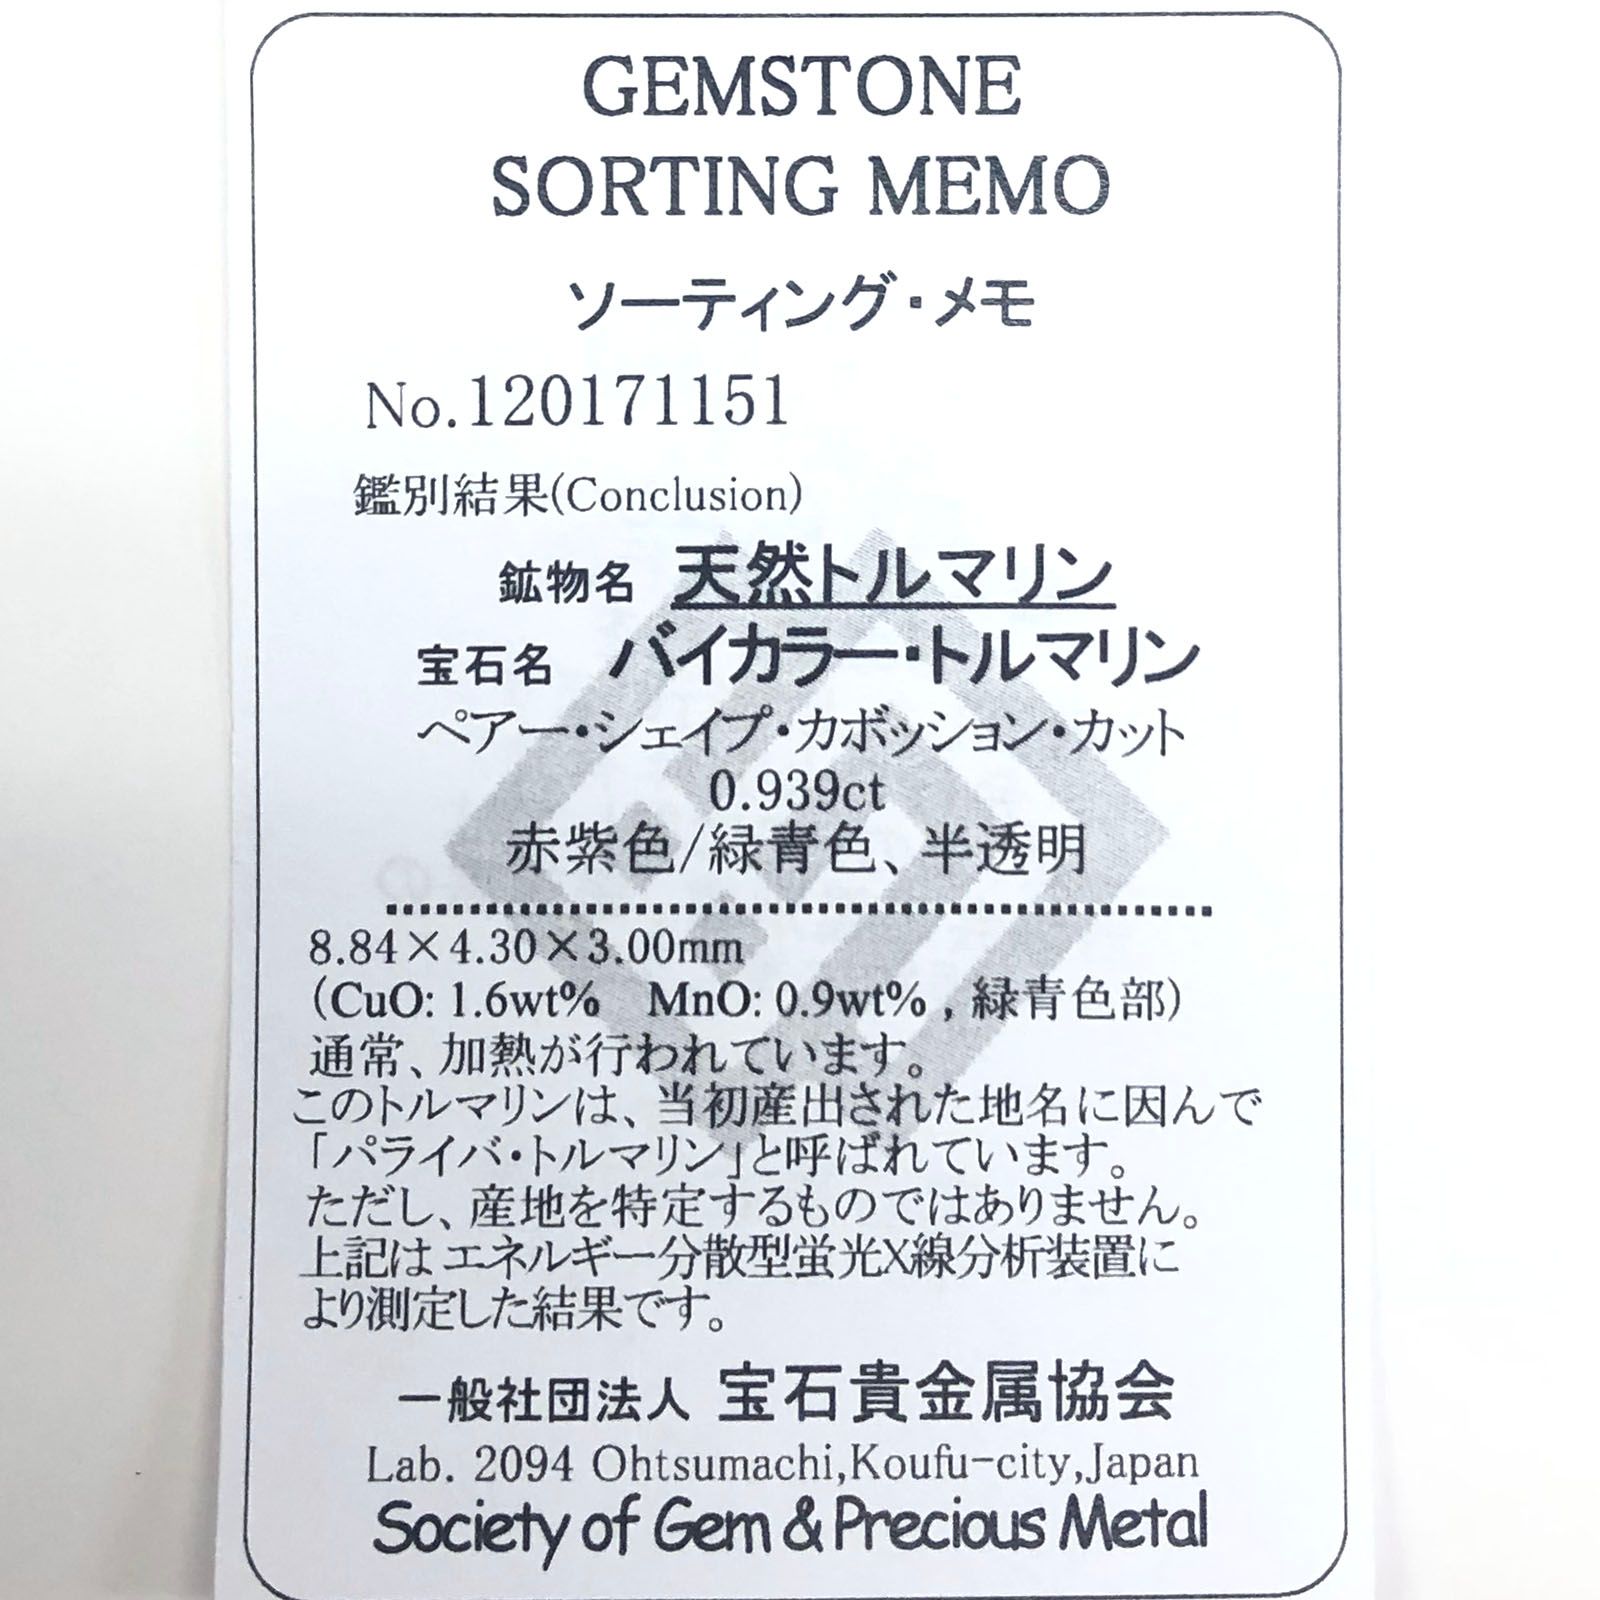 GEMSTONE
SORTING MEMO
ソーティング・メモ
No.120171151
鑑別結果(Conclusion)
鉱物名 天然トルマリン
宝石名 バイカラー・トルマリン
ペアー・シェイプ・カボッション・カット
0.939ct
赤紫色/緑青色、半透明
8.84×4.30×3.00mm
(CuO: 1.6wt% MnO: 0.9wt% , 緑青色部)
通常、加熱が行われています。
このトルマリンは、当初産出された地名に因んで
「パライバ・トルマリン」と呼ばれています。
ただし、産地を特定するものではありません。
上記は エネルギー分散型蛍光X線分析装置に
より測定した結果です。
一般社団法人 宝石貴金属協会
Lab. 2094 Ohtsumachi,Koufu-city,Japan
Society of Gem & Precious Metal